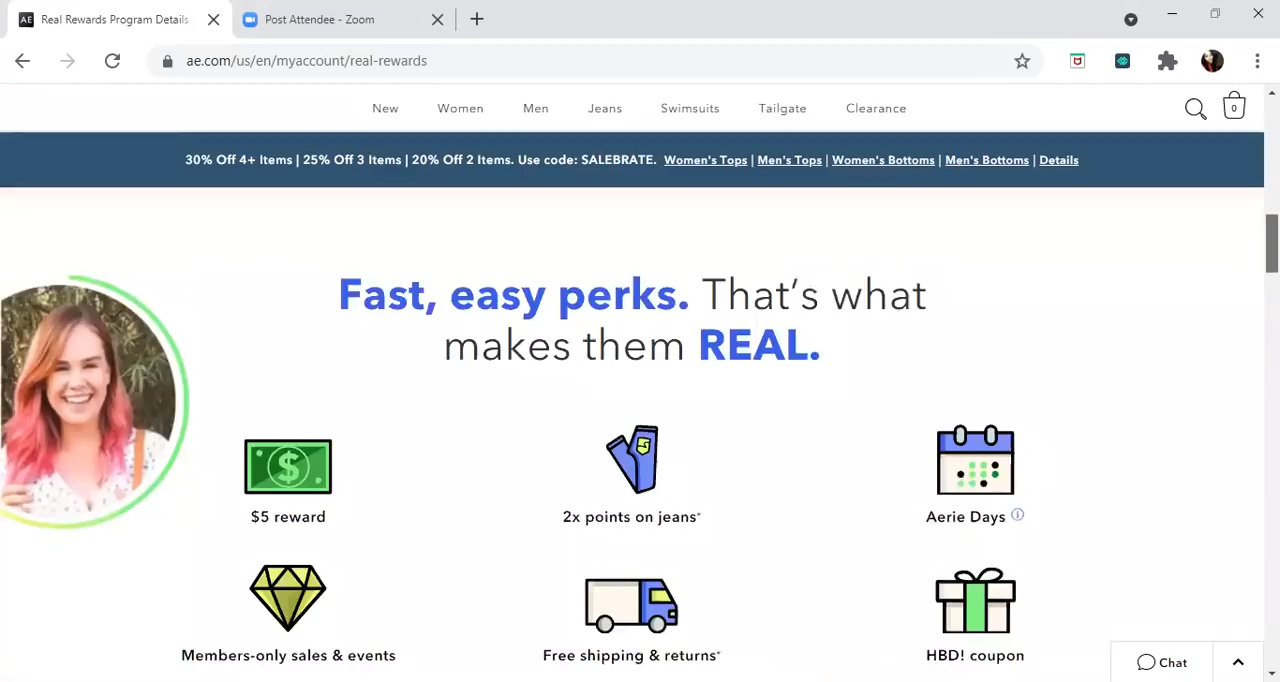 AE Real Rewards Program Details
Post Attendee - Zoom
ae.com/us/en/myaccount/real-rewards
New Women Men Jeans Swimsuits Tailgate Clearance
0
30% Off 4+ Items | 25% Off 3 Items | 20% Off 2 Items. Use code: SALEBRATE. Women's Tops | Men's Tops | Women's Bottoms | Men's Bottoms | Details
Fast, easy perks. That's what
makes them REAL.
$5 reward
2x points on jeans*
Aerie Days
Members-only sales & events
Free shipping & returns*
HBD! coupon
Chat